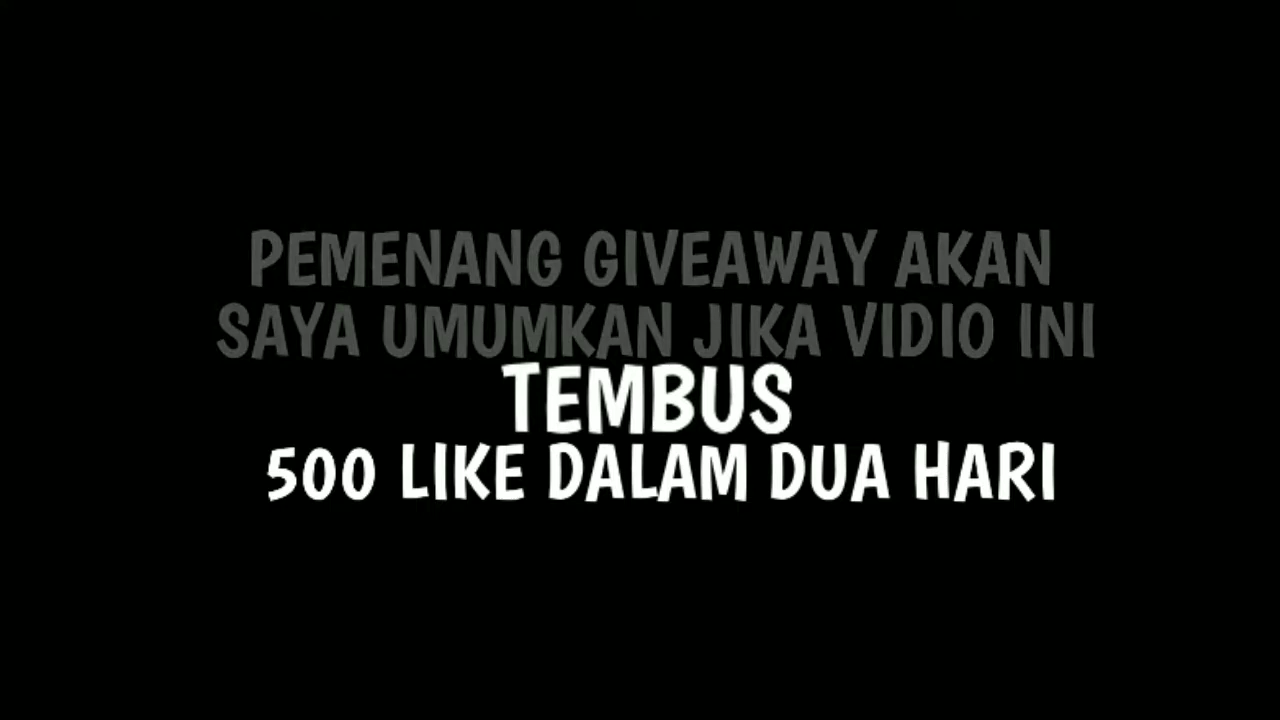 PEMENANG GIVEAWAY AKAN
SAYA UMUMKAN JIKA VIDIO INI
TEMBUS
500 LIKE DALAM DUA HARI